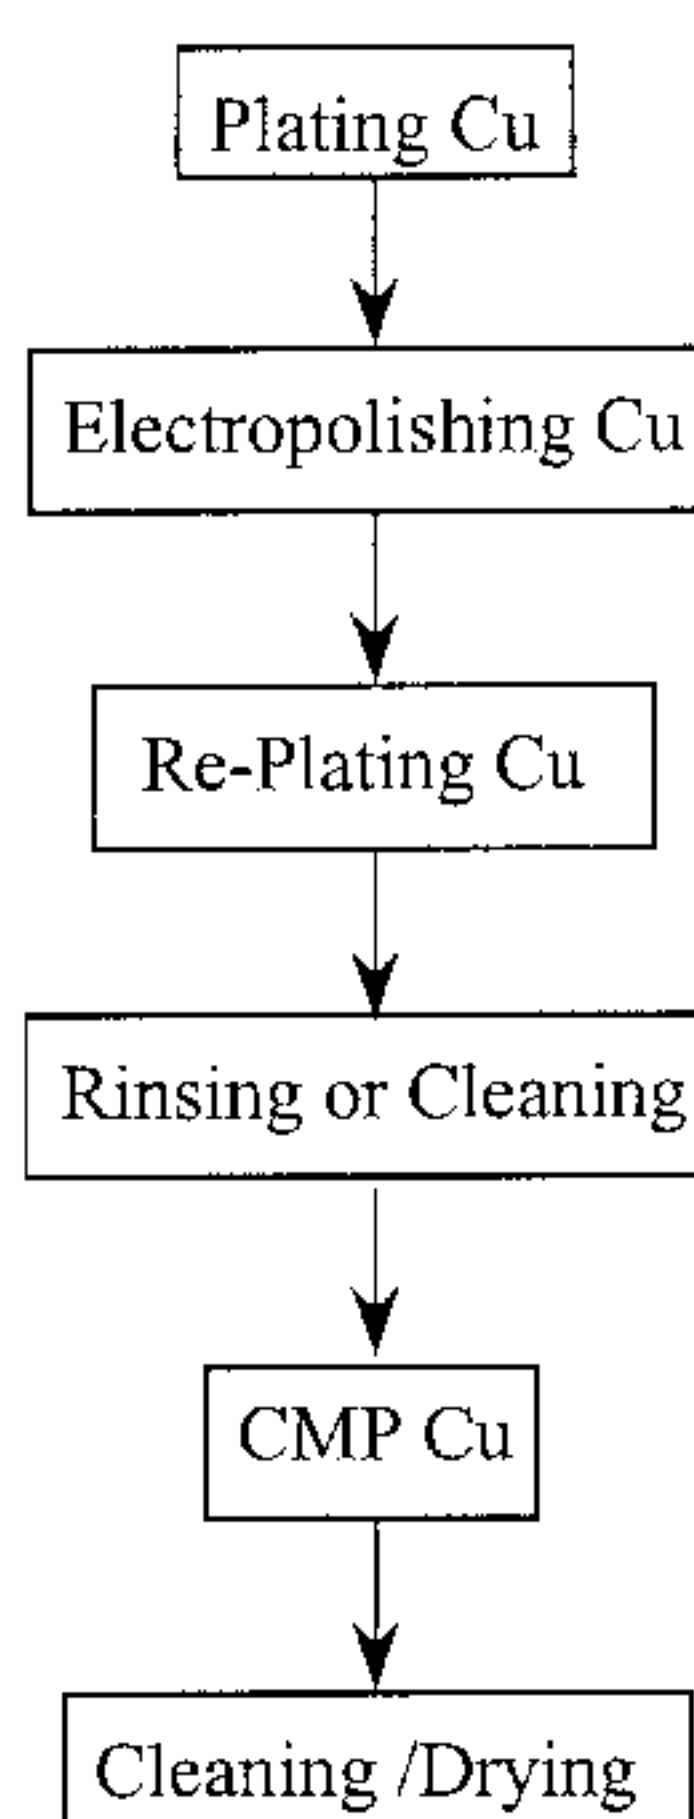 Plating Cu
Electropolishing Cu
Re-Plating Cu
Rinsing or Cleaning
CMP Cu
Cleaning /Drying